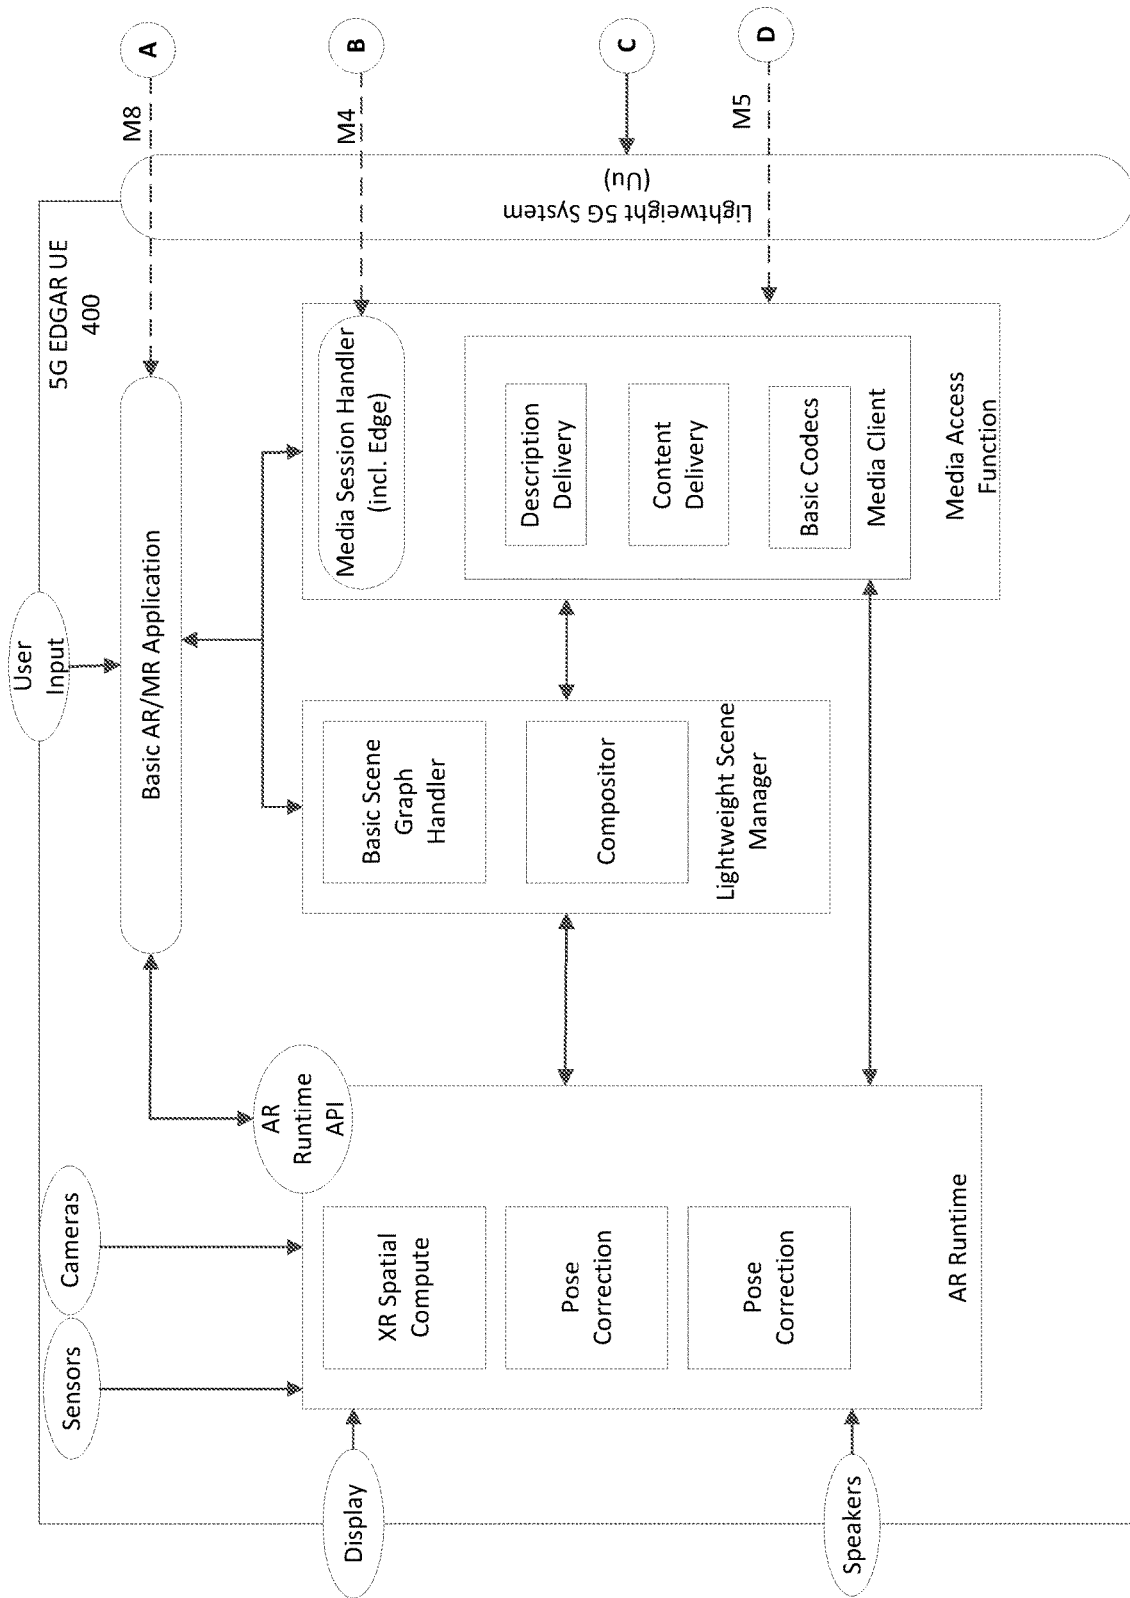 5G EDGAR UE
400
User
Input
Cameras
Sensors
Display
Speakers
Basic AR/MR Application
AR
Runtime
API
XR Spatial
Compute
Pose
Correction
Pose
Correction
AR Runtime
Basic Scene
Graph
Handler
Compositor
Lightweight Scene
Manager
Media Session Handler
(incl. Edge)
Description
Delivery
Content
Delivery
Basic Codecs
Media Client
Media Access
Function
Lightweight 5G System
(Uu)
M8
A
M4
B
C
M5
D